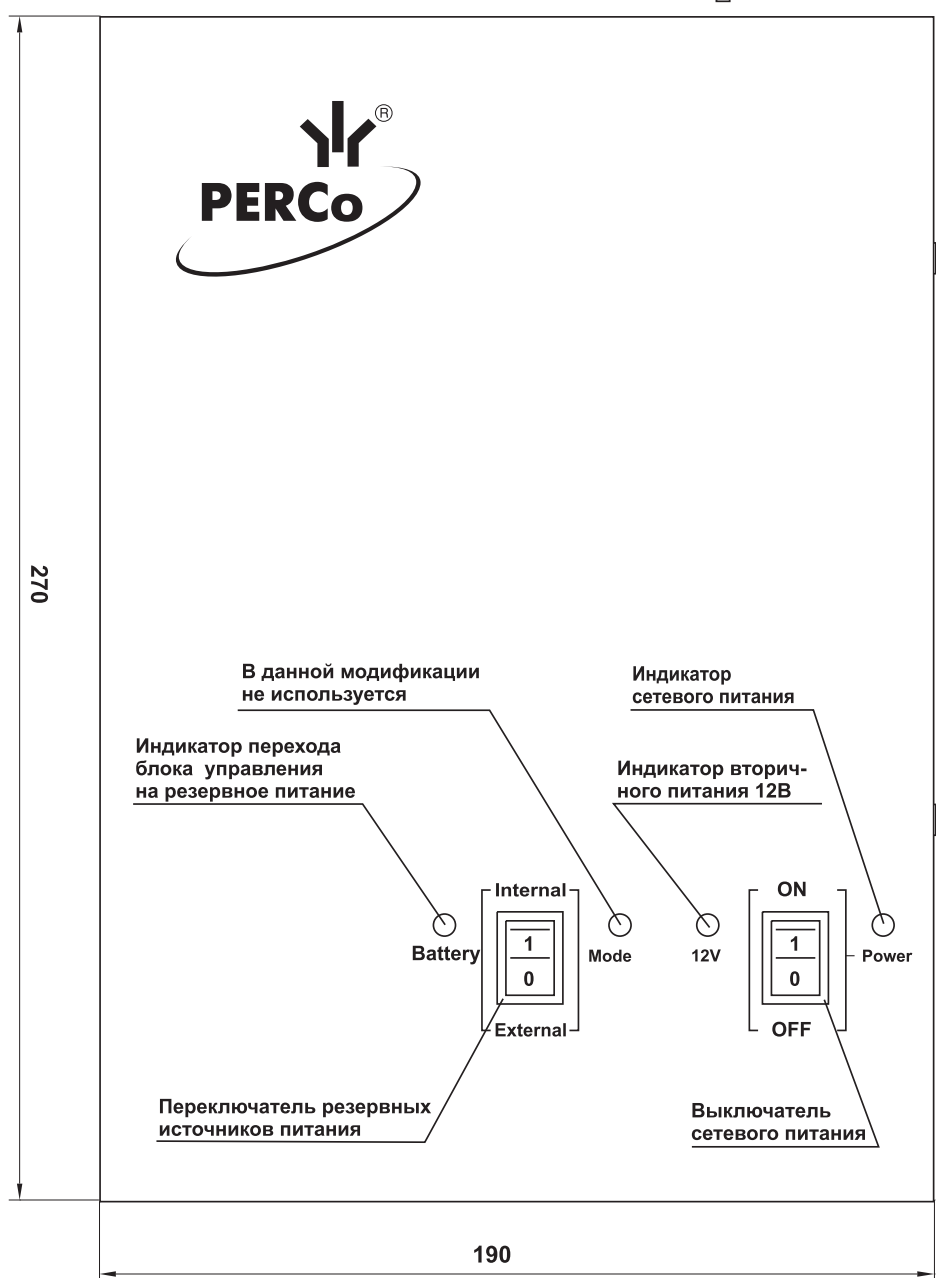 ®
PERCo
270
В данной модификации
не используется
Индикатор
сетевого питания
Индикатор перехода
блока управления
на резервное питание
Индикатор вторич-
ного питания 12В
Internal
ON
1
0
1
0
Battery
Mode
12V
Power
External
OFF
Переключатель резервных
источников питания
Выключатель
сетевого питания
190